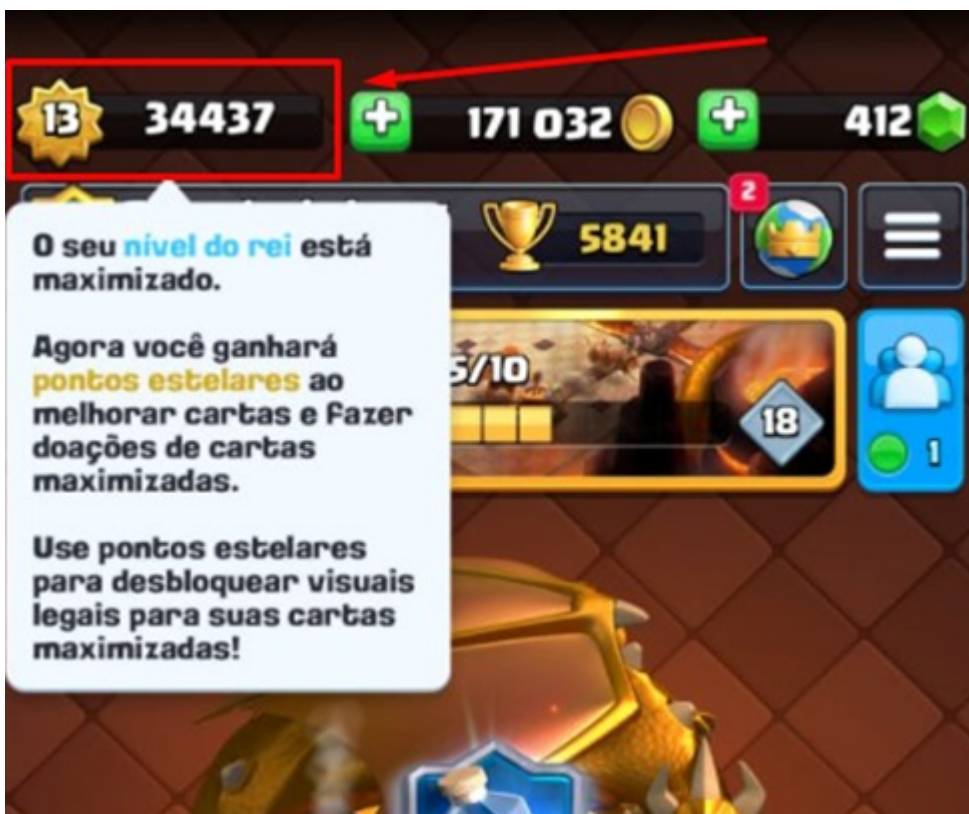 13 34437 171 032 412
2
5841
O seu nível do rei está
maximizado.
Agora você ganhará
pontos estelares ao
melhorar cartas e fazer
doações de cartas
maximizadas.
Use pontos estelares
para desbloquear visuais
legais para suas cartas
maximizadas!
/10
18
1